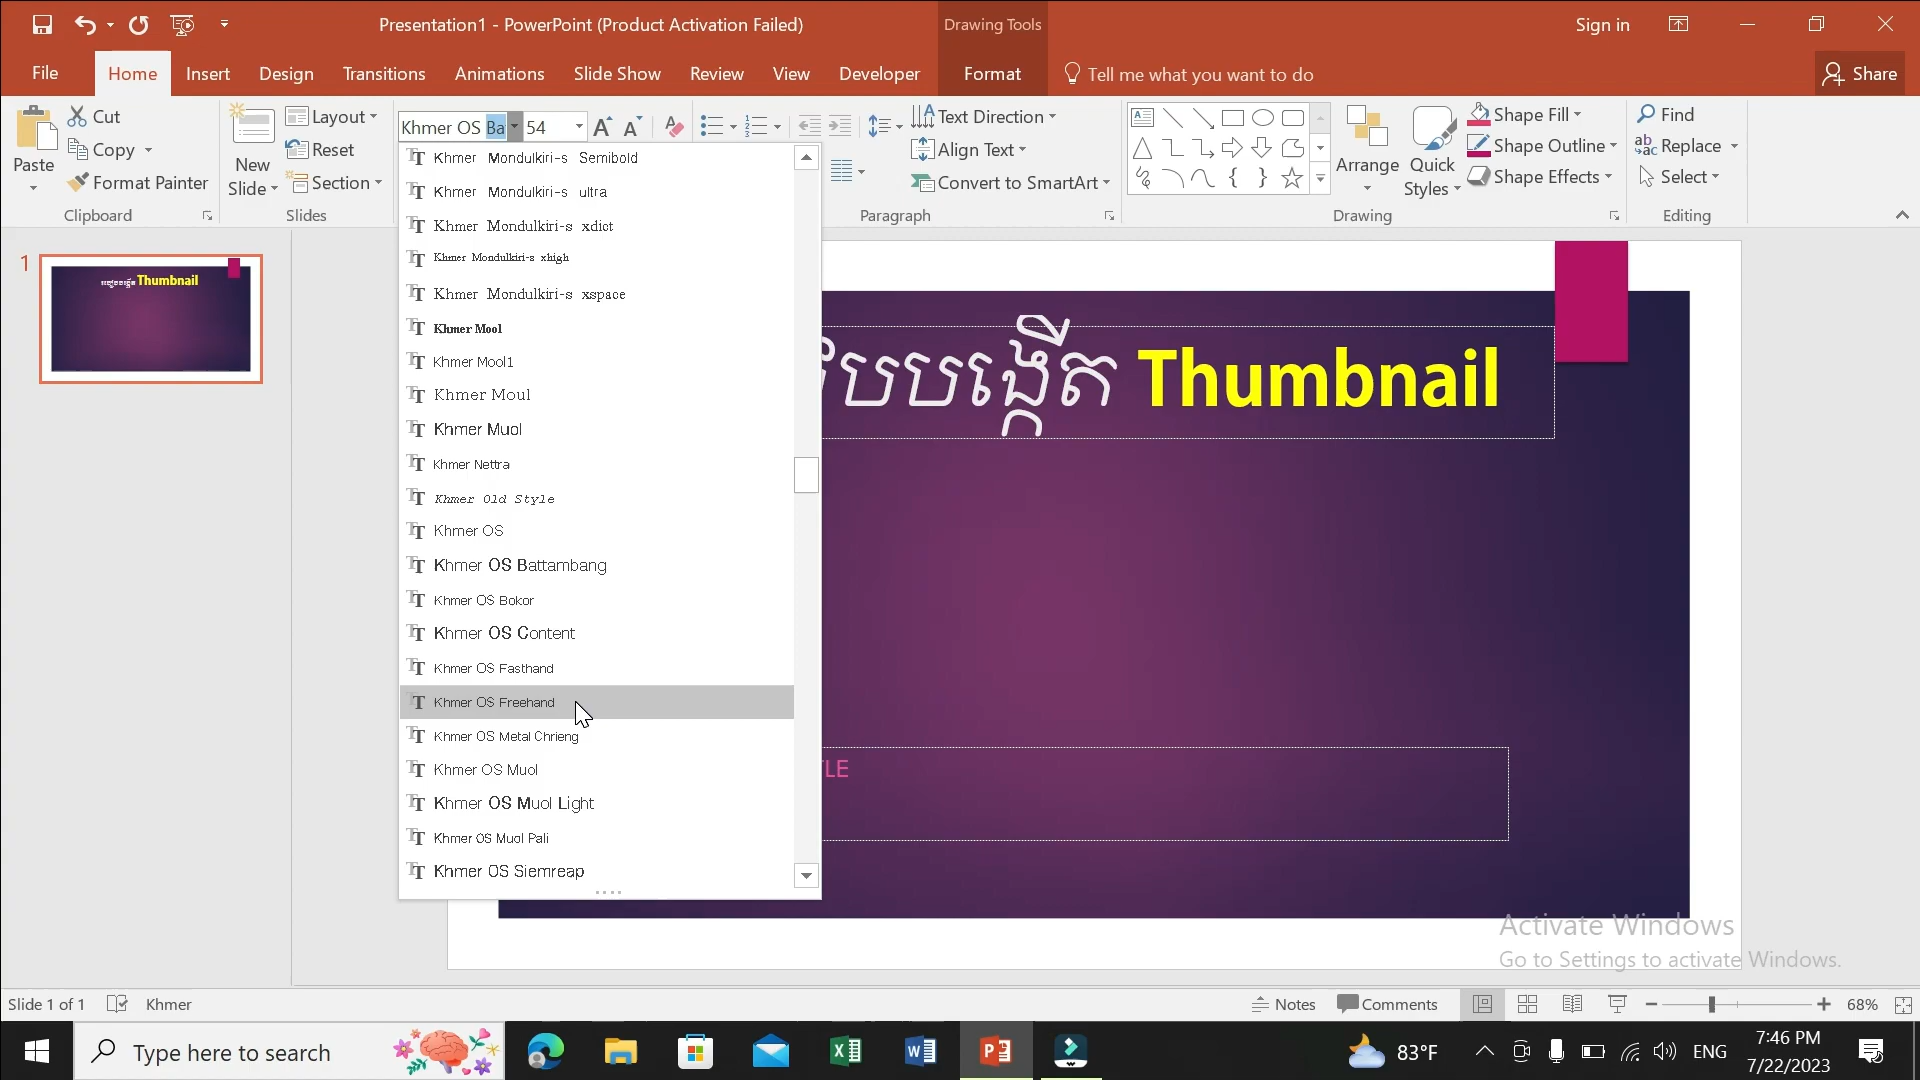 Presentation1 - PowerPoint (Product Activation Failed)
Drawing Tools
Sign in
File
Home
Insert
Design
Transitions
Animations
Slide Show
Review
View
Developer
Format
Tell me what you want to do
Share
Paste
Cut
Copy
Format Painter
Clipboard
New
Slide
Layout
Reset
Section
Slides
Khmer OS Ba
54
Text Direction
Align Text
Convert to SmartArt
Paragraph
Arrange
Quick
Styles
Shape Fill
Shape Outline
Shape Effects
Drawing
Find
Replace
Select
Editing
Khmer Mondulkiri-s Semibold
Khmer Mondulkiri-s ultra
Khmer Mondulkiri-s xdict
Khmer Mondulkiri-s xhigh
Khmer Mondulkiri-s xspace
Khmer Mool
Khmer Mool1
Khmer Moul
Khmer Muol
Khmer Nettra
Khmer Old Style
Khmer OS
Khmer OS Battambang
Khmer OS Bokor
Khmer OS Content
Khmer OS Fasthand
Khmer OS Freehand
Khmer OS Metal Chrieng
Khmer OS Muol
Khmer OS Muol Light
Khmer OS Muol Pali
Khmer OS Siemreap
1
Thumbnail
បែបបង្កើត Thumbnail
TLE
Activate Windows
Go to Settings to activate Windows.
Slide 1 of 1
Khmer
Notes
Comments
68%
Type here to search
83°F
ENG
7:46 PM
7/22/2023